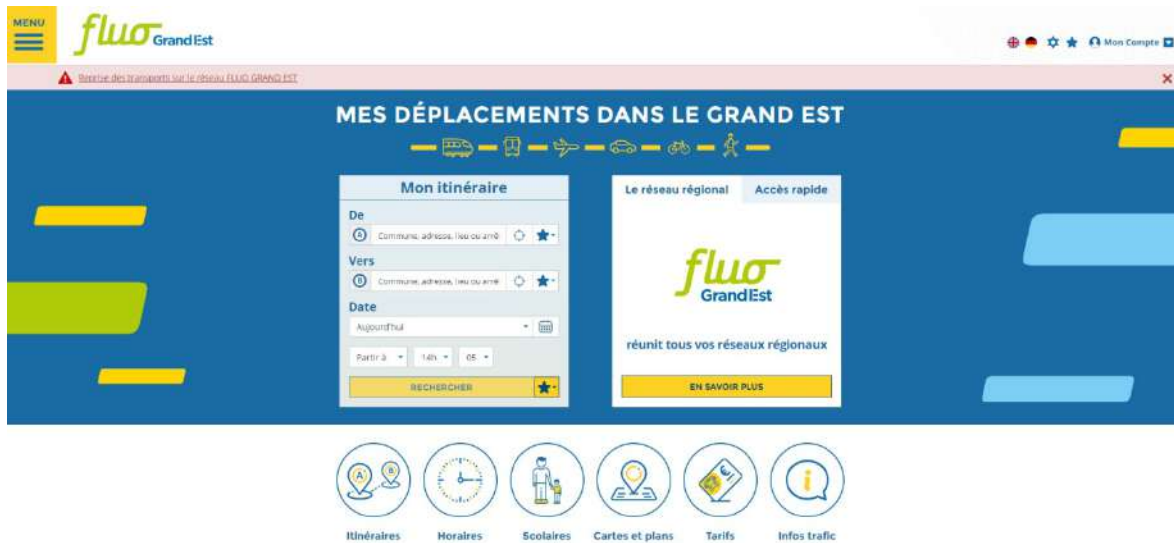 MENU
fluo Grand Est
Mon Compte
Reprise des transports sur le réseau FLUO GRAND EST
MES DÉPLACEMENTS DANS LE GRAND EST
Mon itinéraire
De
A Commune, adresse, lieu ou arrê
Vers
B Commune, adresse, lieu ou arrê
Date
Aujourd'hui
Partir à 14h 05
RECHERCHER
Le réseau régional Accès rapide
fluo
Grand Est
réunit tous vos réseaux régionaux
EN SAVOIR PLUS
A B
i
Itinéraires Horaires Scolaires Cartes et plans Tarifs Infos trafic